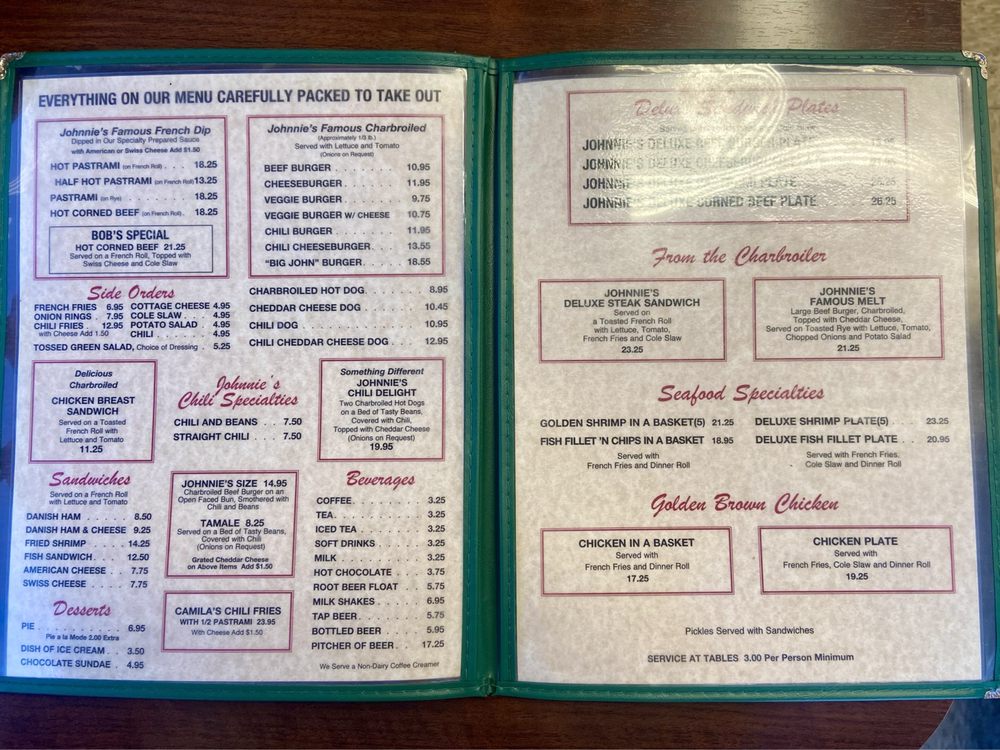 EVERYTHING ON OUR MENU CAREFULLY PACKED TO TAKE OUT
Johnnie's Famous French Dip
Dipped in Our Specialty Prepared Sauce
with American or Swiss Cheese Add $1.50
HOT PASTRAMI (on French Roll) . . . . 18.25
HALF HOT PASTRAMI (on French Roll) 13.25
PASTRAMI (on Rye) . . . . . . . . 18.25
HOT CORNED BEEF (on French Roll) . 18.25
BOB'S SPECIAL
HOT CORNED BEEF 21.25
Served on a French Roll, Topped with
Swiss Cheese and Cole Slaw
Johnnie's Famous Charbroiled
(Approximately 1/3 lb.)
Served with Lettuce and Tomato
(Onions on Request)
BEEF BURGER . . . . . . . . 10.95
CHEESEBURGER . . . . . . . 11.95
VEGGIE BURGER . . . . . . . 9.75
VEGGIE BURGER W/ CHEESE 10.75
CHILI BURGER . . . . . . . . 11.95
CHILI CHEESEBURGER . . . . 13.55
"BIG JOHN" BURGER . . . . . 18.55
Side Orders
FRENCH FRIES 6.95
ONION RINGS . 7.95
CHILI FRIES 12.95
with Cheese Add 1.50
COTTAGE CHEESE 4.95
COLE SLAW . . . . 4.95
POTATO SALAD . 4.95
CHILI . . . . . . . 4.95
TOSSED GREEN SALAD, Choice of Dressing . 5.25
CHARBROILED HOT DOG . . . . . . 8.95
CHEDDAR CHEESE DOG . . . . . . 10.45
CHILI DOG . . . . . . . . . . . 10.95
CHILI CHEDDAR CHEESE DOG . . . 12.95
Delicious
Charbroiled
CHICKEN BREAST
SANDWICH
Served on a Toasted
French Roll with
Lettuce and Tomato
11.25
Johnnie's
Chili Specialties
CHILI AND BEANS . . . 7.50
STRAIGHT CHILI . . . . 7.50
Something Different
JOHNNIE'S
CHILI DELIGHT
Two Charbroiled Hot Dogs
on a Bed of Tasty Beans,
Covered with Chili,
Topped with Cheddar Cheese
(Onions on Request)
19.95
Sandwiches
Served on a French Roll
with Lettuce and Tomato
DANISH HAM . . . . . . 8.50
DANISH HAM & CHEESE 9.25
FRIED SHRIMP . . . . . 14.25
FISH SANDWICH . . . . . 12.50
AMERICAN CHEESE . . . 7.75
SWISS CHEESE . . . . . 7.75
JOHNNIE'S SIZE 14.95
Charbroiled Beef Burger on an
Open Faced Bun, Smothered with
Chili and Beans
TAMALE 8.25
Served on a Bed of Tasty Beans,
Covered with Chili
(Onions on Request)
Grated Cheddar Cheese
on Above Items Add $1.50
Beverages
COFFEE . . . . . . . . . 3.25
TEA . . . . . . . . . . . 3.25
ICED TEA . . . . . . . . 3.25
SOFT DRINKS . . . . . . 3.25
MILK . . . . . . . . . . 3.25
HOT CHOCOLATE . . . . 3.75
ROOT BEER FLOAT . . . 5.75
MILK SHAKES . . . . . . 6.95
TAP BEER . . . . . . . . 5.75
BOTTLED BEER . . . . . 5.95
PITCHER OF BEER . . . 17.25
We Serve a Non-Dairy Coffee Creamer
Desserts
PIE . . . . . . . . . . . 6.95
Pie a la Mode 2.00 Extra
DISH OF ICE CREAM . . 3.50
CHOCOLATE SUNDAE . 4.95
CAMILA'S CHILI FRIES
WITH 1/2 PASTRAMI 23.95
With Cheese Add $1.50
Deluxe Sandwich Plates
Served
JOHNNIE'S DELUXE
JOHNNIE'S DELUXE
JOHNNIE'S PLATE
JOHNNIE'S DELUXE CORNED BEEF PLATE 26.25
From the Charbroiler
JOHNNIE'S
DELUXE STEAK SANDWICH
Served on
a Toasted French Roll
with Lettuce, Tomato,
French Fries and Cole Slaw
23.25
JOHNNIE'S
FAMOUS MELT
Large Beef Burger, Charbroiled,
Topped with Cheddar Cheese,
Served on Toasted Rye with Lettuce, Tomato,
Chopped Onions and Potato Salad
21.25
Seafood Specialties
GOLDEN SHRIMP IN A BASKET(5) 21.25
FISH FILLET 'N CHIPS IN A BASKET 18.95
Served with
French Fries and Dinner Roll
DELUXE SHRIMP PLATE(5) . . . . 23.25
DELUXE FISH FILLET PLATE . . 20.95
Served with French Fries,
Cole Slaw and Dinner Roll
Golden Brown Chicken
CHICKEN IN A BASKET
Served with
French Fries and Dinner Roll
17.25
CHICKEN PLATE
Served with
French Fries, Cole Slaw and Dinner Roll
19.25
Pickles Served with Sandwiches
SERVICE AT TABLES 3.00 Per Person Minimum